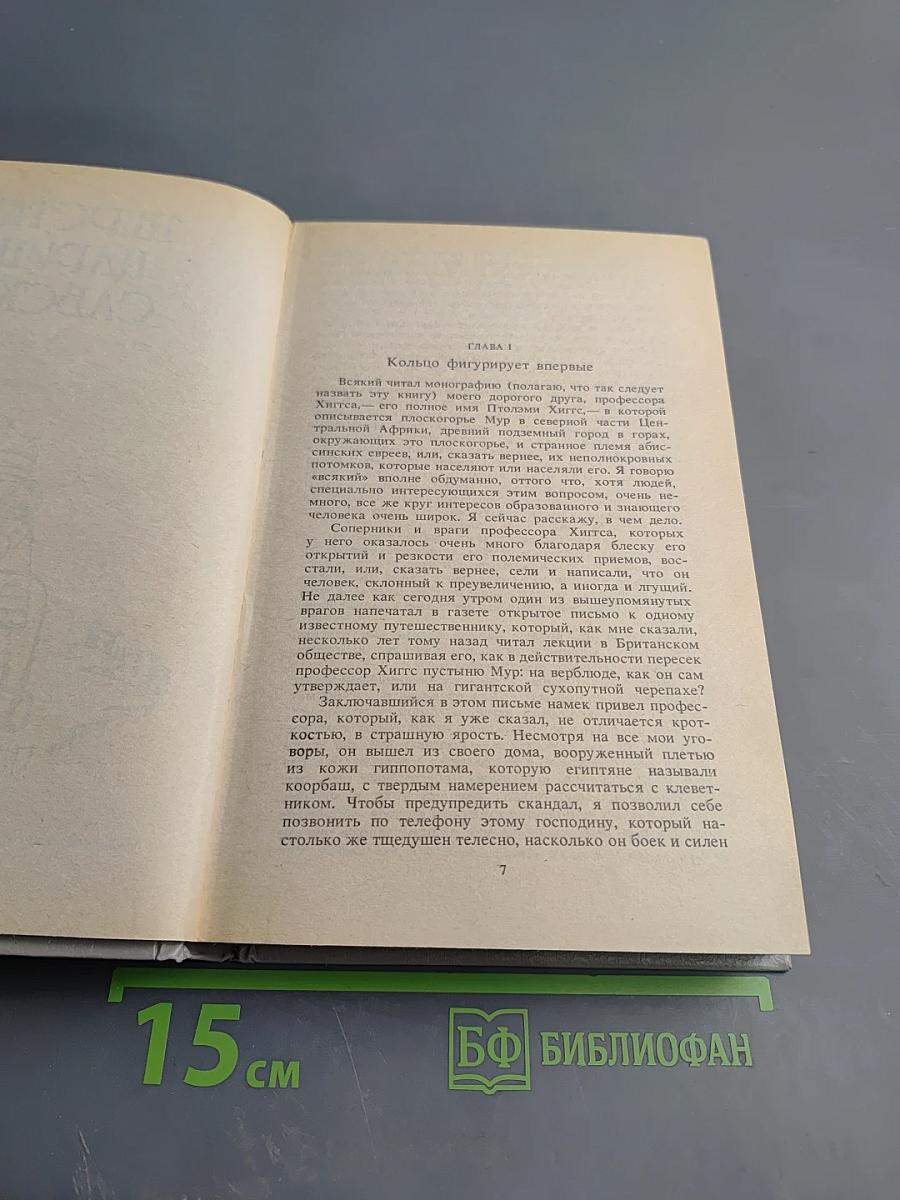 ГЛАВА I
Кольцо фигурирует впервые
Всякий читал монографию (полагаю, что так следует
назвать эту книгу) моего дорогого друга, профессора
Хиггса,— его полное имя Птолэми Хиггс,— в которой
описывается плоскогорье Мур в северной части Цен-
тральной Африки, древний подземный город в горах,
окружающих это плоскогорье, и странное племя абис-
синских евреев, или, сказать вернее, их неполнокровных
потомков, которые населяют или населяли его. Я говорю
«всякий» вполне обдуманно, оттого что, хотя людей,
специально интересующихся этим вопросом, очень не-
много, все же круг интересов образованного и знающего
человека очень широк. Я сейчас расскажу, в чем дело.
Соперники и враги профессора Хиггса, которых
у него оказалось очень много благодаря блеску его
открытий и резкости его полемических приемов, вос-
стали, или, сказать вернее, сели и написали, что он
человек, склонный к преувеличению, а иногда и лгущий.
Не далее как сегодня утром один из вышеупомянутых
врагов напечатал в газете открытое письмо к одному
известному путешественнику, который, как мне сказали,
несколько лет тому назад читал лекции в Британском
обществе, спрашивая его, как в действительности пересек
профессор Хиггс пустыню Мур: на верблюде, как он сам
утверждает, или на гигантской сухопутной черепахе?
Заключавшийся в этом письме намек привел профес-
сора, который, как я уже сказал, не отличается крот-
костью, в страшную ярость. Несмотря на все мои уго-
воры, он вышел из своего дома, вооруженный плетью
из кожи гиппопотама, которую египтяне называли
коорбаш, с твердым намерением рассчитаться с клевет-
ником. Чтобы предупредить скандал, я позволил себе
позвонить по телефону этому господину, который на-
столько же тщедушен телесно, насколько он боек и силен
7
15 см
БФ БИБЛИОФАН